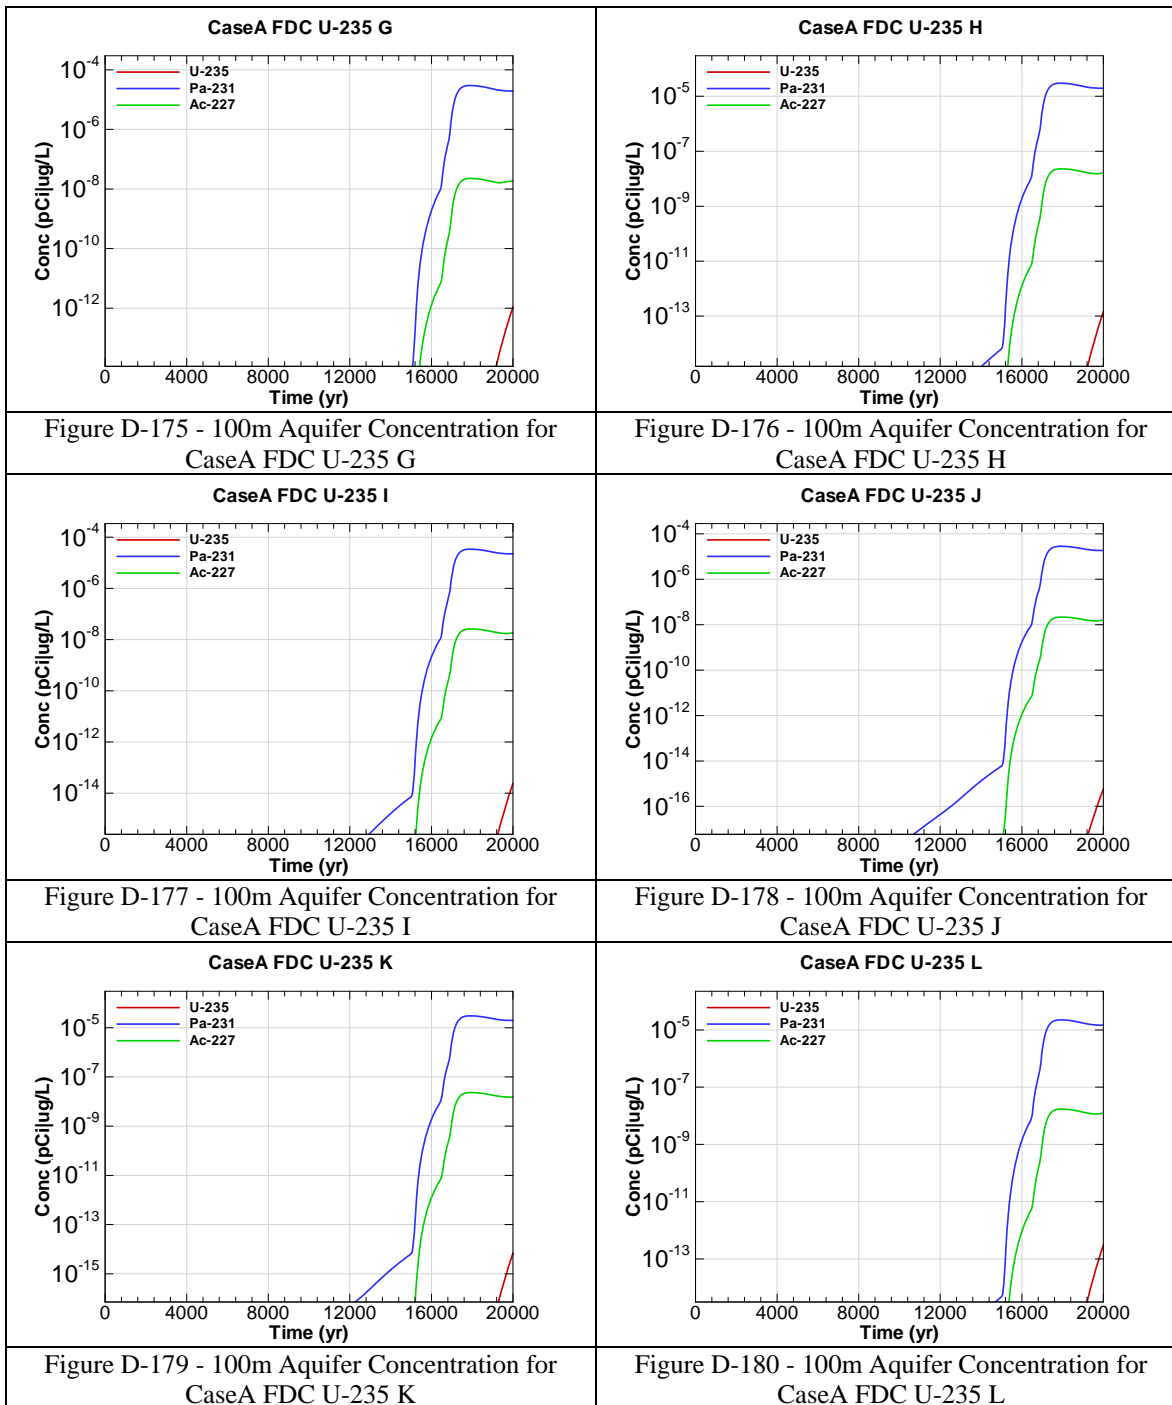 CaseA FDC U-235 G
U-235
Pa-231
Ac-227
10-4
10-6
10-8
10-10
10-12
Conc (pCi|ug/L)
0 4000 8000 12000 16000 20000
Time (yr)
Figure D-175 - 100m Aquifer Concentration for
CaseA FDC U-235 G
CaseA FDC U-235 H
U-235
Pa-231
Ac-227
10-5
10-7
10-9
10-11
10-13
Conc (pCi|ug/L)
0 4000 8000 12000 16000 20000
Time (yr)
Figure D-176 - 100m Aquifer Concentration for
CaseA FDC U-235 H
CaseA FDC U-235 I
U-235
Pa-231
Ac-227
10-4
10-6
10-8
10-10
10-12
10-14
Conc (pCi|ug/L)
0 4000 8000 12000 16000 20000
Time (yr)
Figure D-177 - 100m Aquifer Concentration for
CaseA FDC U-235 I
CaseA FDC U-235 J
U-235
Pa-231
Ac-227
10-4
10-6
10-8
10-10
10-12
10-14
10-16
Conc (pCi|ug/L)
0 4000 8000 12000 16000 20000
Time (yr)
Figure D-178 - 100m Aquifer Concentration for
CaseA FDC U-235 J
CaseA FDC U-235 K
U-235
Pa-231
Ac-227
10-5
10-7
10-9
10-11
10-13
10-15
Conc (pCi|ug/L)
0 4000 8000 12000 16000 20000
Time (yr)
Figure D-179 - 100m Aquifer Concentration for
CaseA FDC U-235 K
CaseA FDC U-235 L
U-235
Pa-231
Ac-227
10-5
10-7
10-9
10-11
10-13
Conc (pCi|ug/L)
0 4000 8000 12000 16000 20000
Time (yr)
Figure D-180 - 100m Aquifer Concentration for
CaseA FDC U-235 L